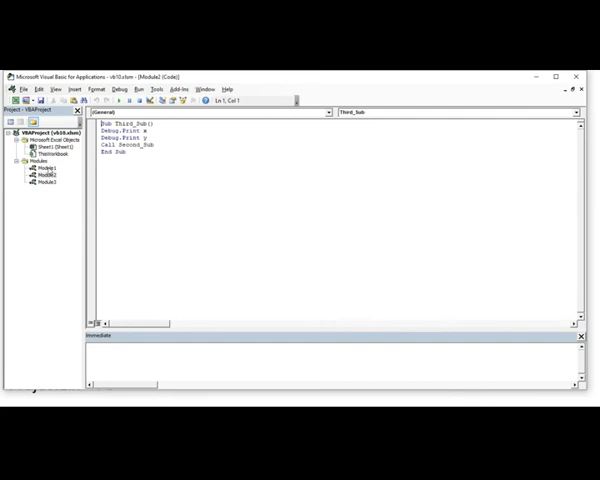 Microsoft Visual Basic for Applications - vb10.xlsm - [Module2 (Code)]
File Edit View Insert Format Debug Run Tools Add-Ins Window Help
Ln 1, Col 1
Project - VBAProject
(General) Third_Sub
VBAProject (vb10.xlsm)
Microsoft Excel Objects
Sheet1 (Sheet1)
ThisWorkbook
Modules
Module1
Module2
Module3
Sub Third_Sub()
Debug.Print x
Debug.Print y
Call Second_Sub
End Sub
Immediate